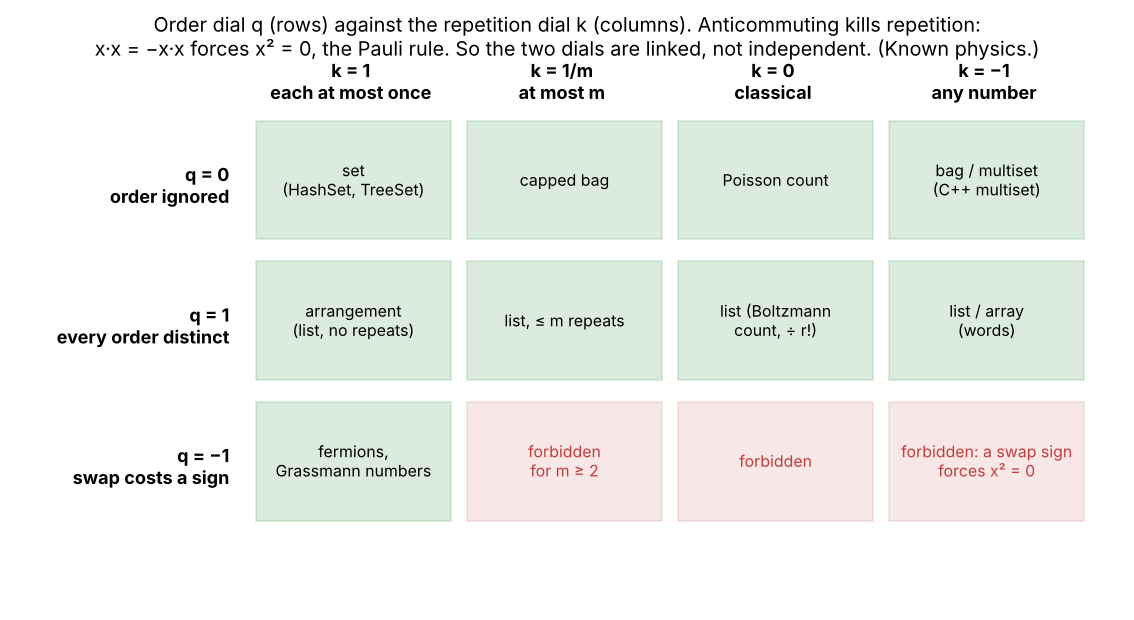 Order dial q (rows) against the repetition dial k (columns). Anticommuting kills repetition:
x·x = −x·x forces x² = 0, the Pauli rule. So the two dials are linked, not independent. (Known physics.)
k = 1
each at most once
k = 1/m
at most m
k = 0
classical
k = −1
any number
q = 0
order ignored
set
(HashSet, TreeSet)
capped bag
Poisson count
bag / multiset
(C++ multiset)
q = 1
every order distinct
arrangement
(list, no repeats)
list, ≤ m repeats
list (Boltzmann
count, ÷ r!)
list / array
(words)
q = −1
swap costs a sign
fermions,
Grassmann numbers
forbidden
for m ≥ 2
forbidden
forbidden: a swap sign
forces x² = 0